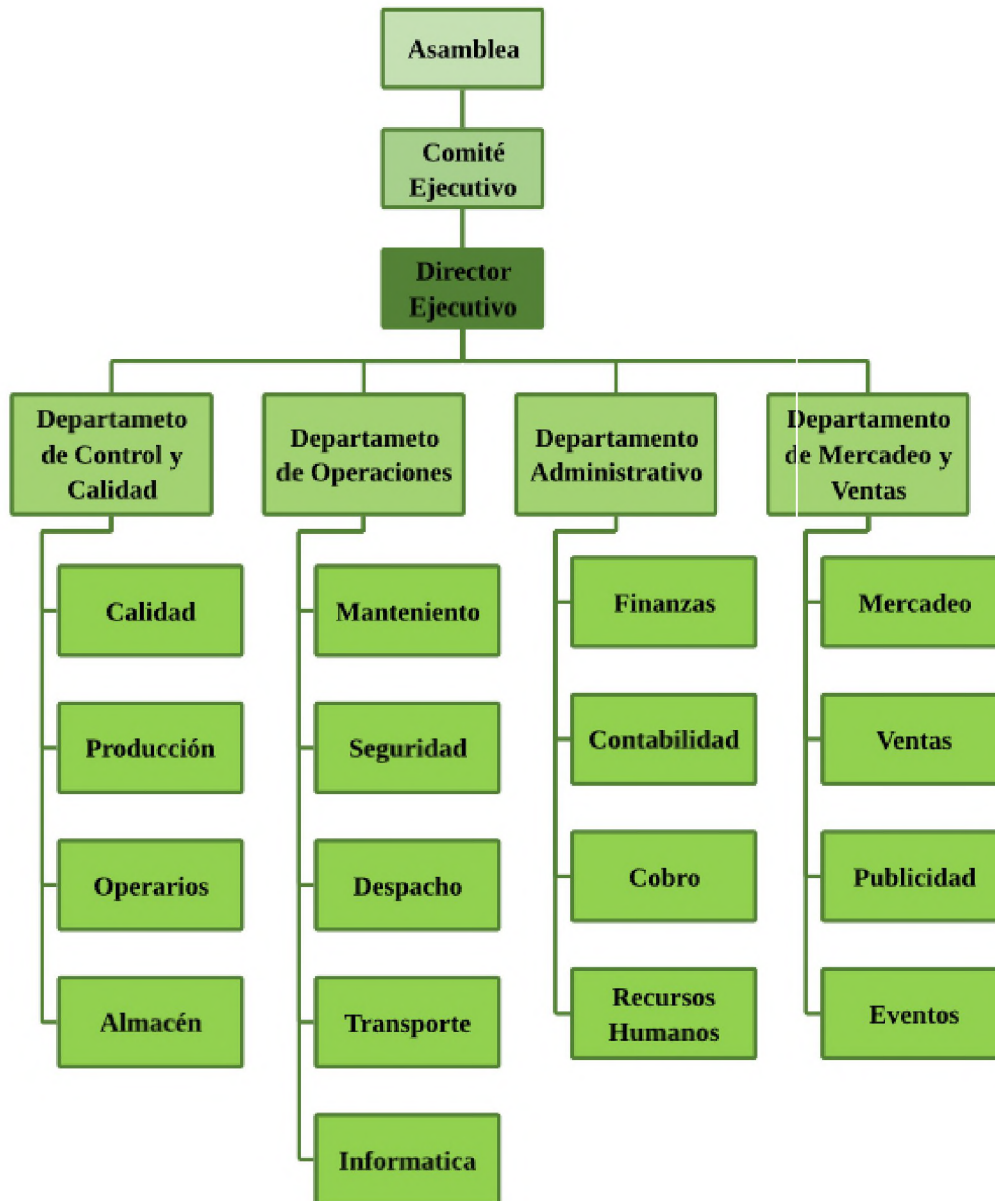 Asamblea
Comité
Ejecutivo
Director
Ejecutivo
Departameto
de Control y
Calidad
Departameto
de Operaciones
Departamento
Administrativo
Departamento
de Mercadeo y
Ventas
Calidad
Producción
Operarios
Almacén
Manteniento
Seguridad
Despacho
Transporte
Informatica
Finanzas
Contabilidad
Cobro
Recursos
Humanos
Mercadeo
Ventas
Publicidad
Eventos